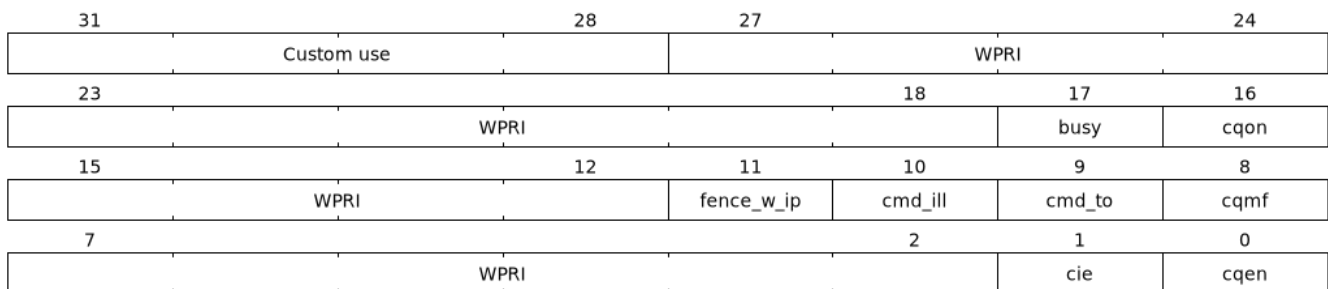 31 28 27 24
Custom use WPRI
23 18 17 16
WPRI busy cqon
15 12 11 10 9 8
WPRI fence_w_ip cmd_ill cmd_to cqmf
7 2 1 0
WPRI cie cqen